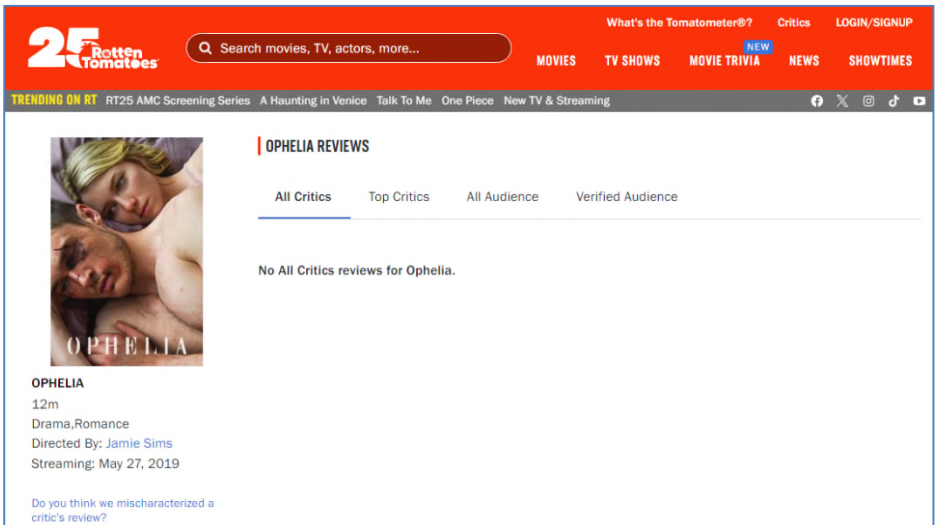 What's the Tomatometer®? Critics LOGIN/SIGNUP
25 Rotten Tomatoes
Search movies, TV, actors, more...
NEW
MOVIES TV SHOWS MOVIE TRIVIA NEWS SHOWTIMES
TRENDING ON RT RT25 AMC Screening Series A Haunting in Venice Talk To Me One Piece New TV & Streaming
OPHELIA REVIEWS
All Critics Top Critics All Audience Verified Audience
No All Critics reviews for Ophelia.
OPHELIA
OPHELIA
12m
Drama,Romance
Directed By: Jamie Sims
Streaming: May 27, 2019
Do you think we mischaracterized a
critic's review?